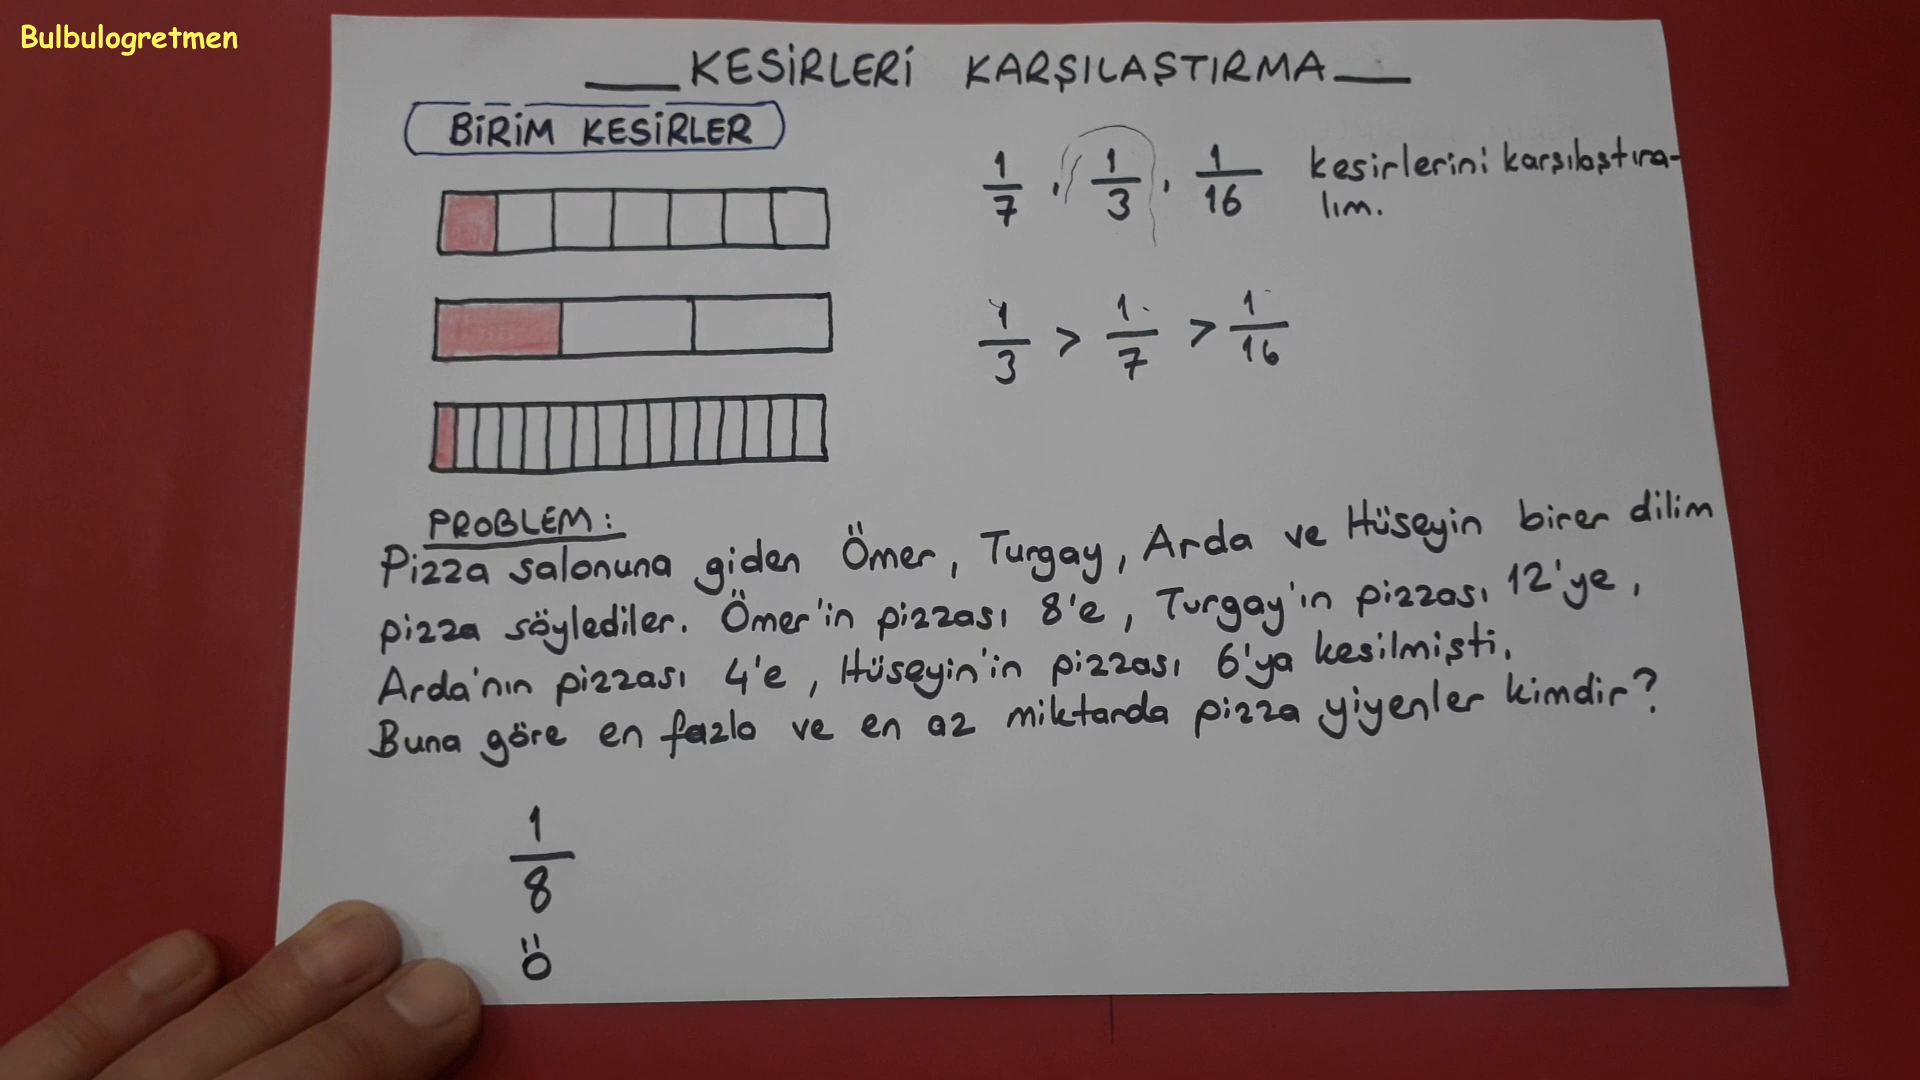 Bulbulogretmen
KESİRLERİ KARŞILAŞTIRMA
BİRİM KESİRLER
1/7, 1/3, 1/16 kesirlerini karşılaştıra-
lım.
1/3 > 1/7 > 1/16
PROBLEM:
Pizza salonuna giden Ömer, Turgay, Arda ve Hüseyin birer dilim
pizza söylediler. Ömer'in pizzası 8'e, Turgay'ın pizzası 12'ye,
Arda'nın pizzası 4'e, Hüseyin'in pizzası 6'ya kesilmişti.
Buna göre en fazla ve en az miktarda pizza yiyenler kimdir?
1/8
Ö